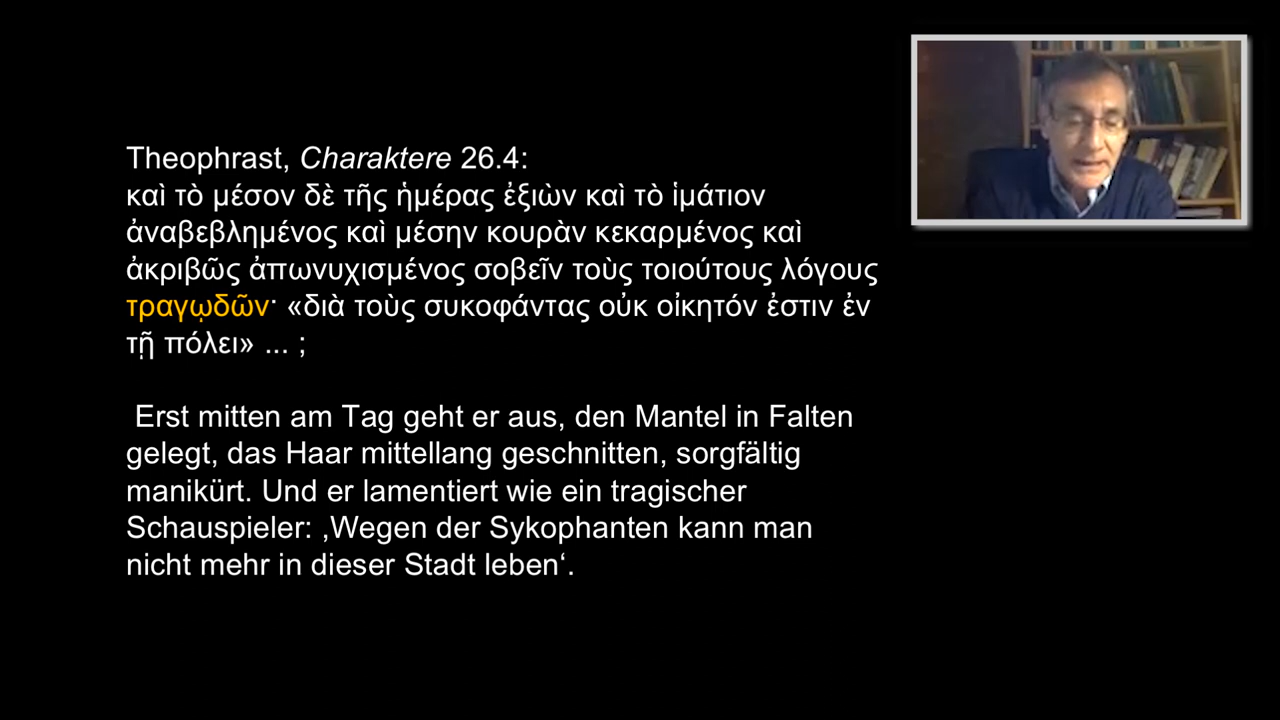 Theophrast, Charaktere 26.4:
καὶ τὸ μέσον δὲ τῆς ἡμέρας ἐξιὼν καὶ τὸ ἱμάτιον
ἀναβεβλημένος καὶ μέσην κουρὰν κεκαρμένος καὶ
ἀκριβῶς ἀπωνυχισμένος σοβεῖν τοὺς τοιούτους λόγους
τραγῳδῶν· «διὰ τοὺς συκοφάντας οὐκ οἰκητόν ἐστιν ἐν
τῇ πόλει» ... ;
Erst mitten am Tag geht er aus, den Mantel in Falten
gelegt, das Haar mittellang geschnitten, sorgfältig
manikürt. Und er lamentiert wie ein tragischer
Schauspieler: ‚Wegen der Sykophanten kann man
nicht mehr in dieser Stadt leben‘.